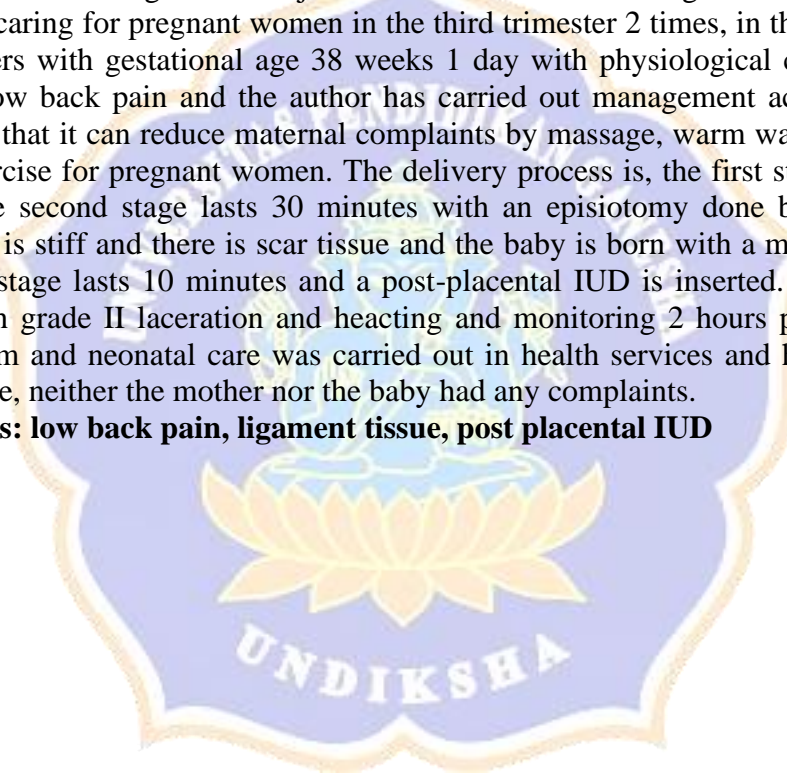 caring for pregnant women in the third trimester 2 times, in th
ers with gestational age 38 weeks 1 day with physiological
ow back pain and the author has carried out management ac
that it can reduce maternal complaints by massage, warm wa
rcise for pregnant women. The delivery process is, the first s
e second stage lasts 30 minutes with an episiotomy done b
is stiff and there is scar tissue and the baby is born with a m
stage lasts 10 minutes and a post-placental IUD is inserted.
n grade II laceration and heacting and monitoring 2 hours p
m and neonatal care was carried out in health services and
e, neither the mother nor the baby had any complaints.
s: low back pain, ligament tissue, post placental IUD
UNIVERSITAS PENDIDIKAN GANESHA
UNDIKSHA